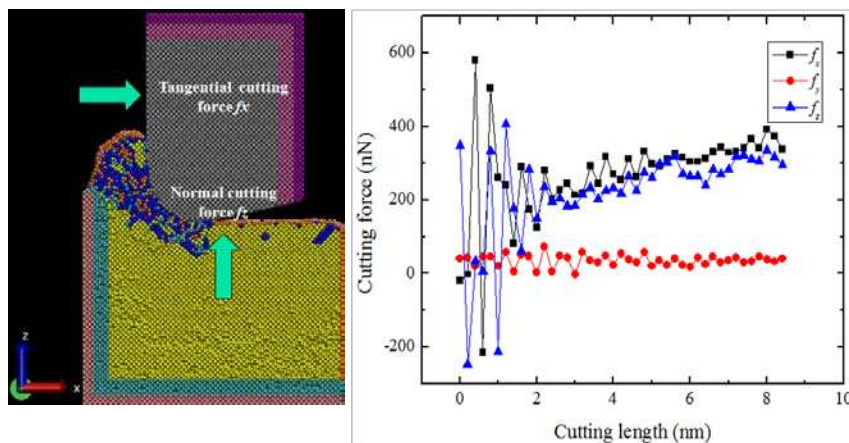 Tangential cutting
force fx
Normal cutting
force fz
z
x
600
400
200
0
-200
Cutting force (nN)
fx
fy
fz
0
2
4
6
8
10
Cutting length (nm)